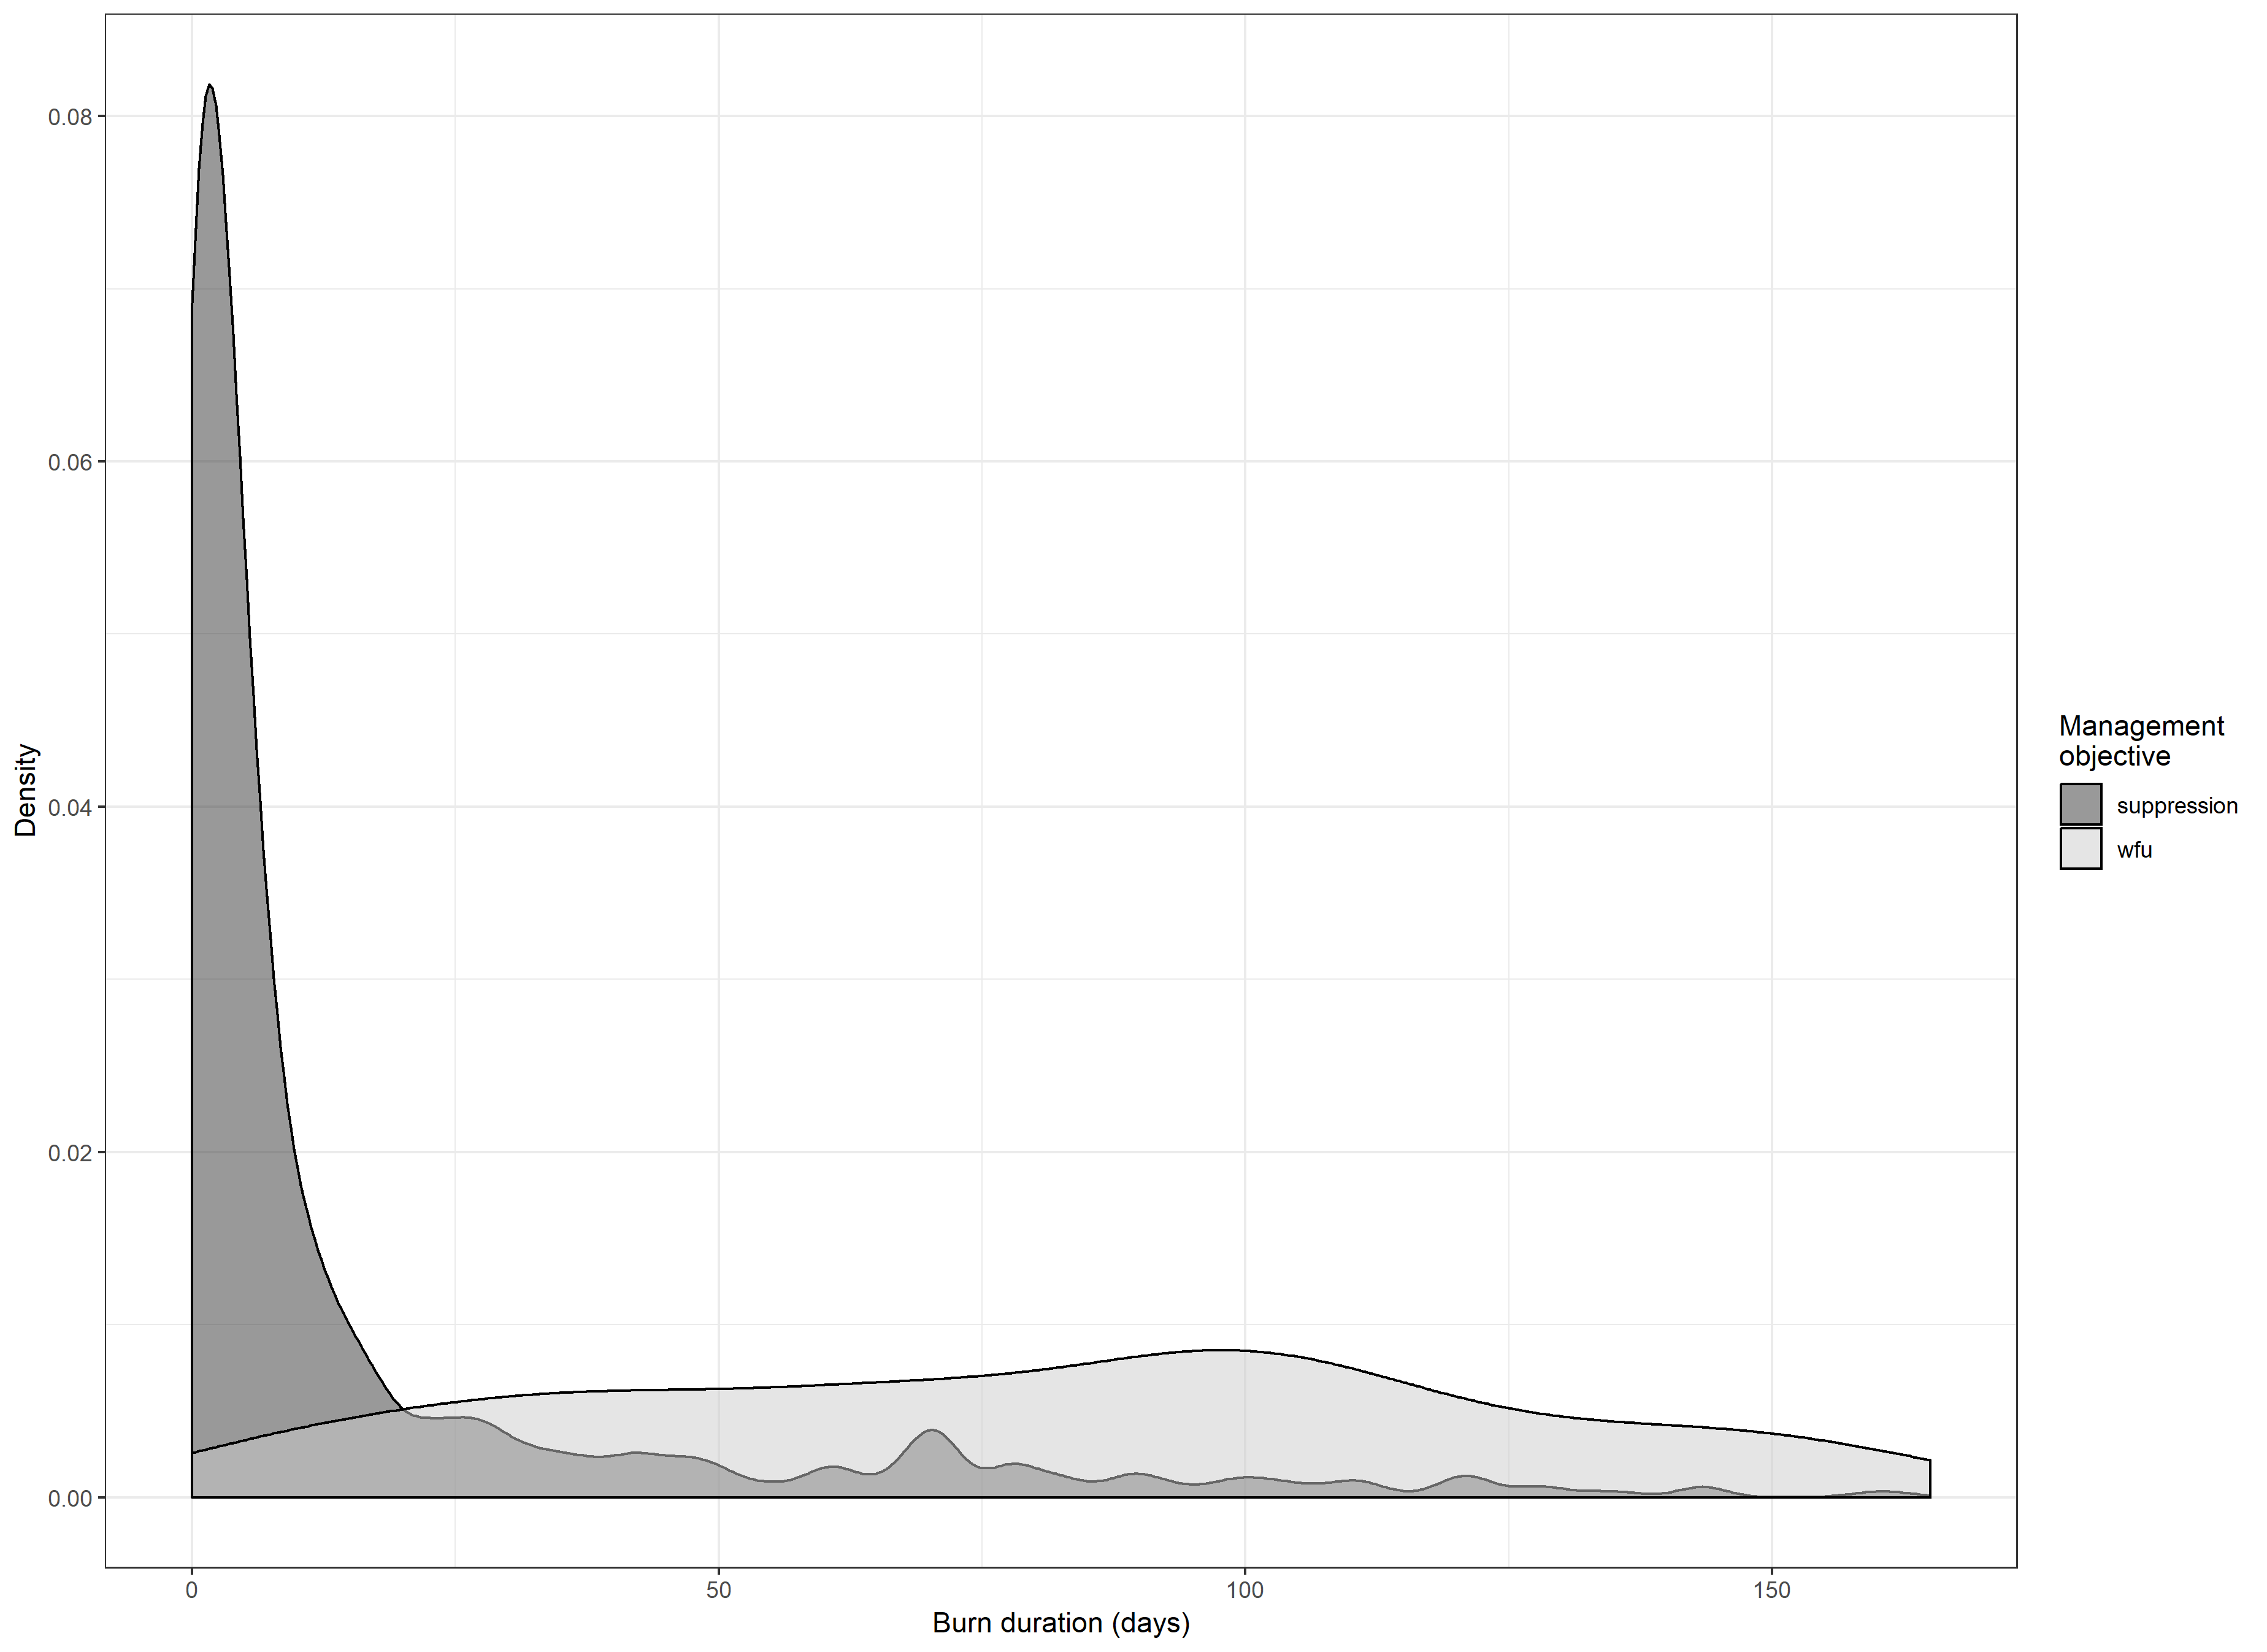 0.08
0.06
0.04
0.02
0.00
Density
0
50
100
150
Burn duration (days)
Management
objective
suppression
wfu